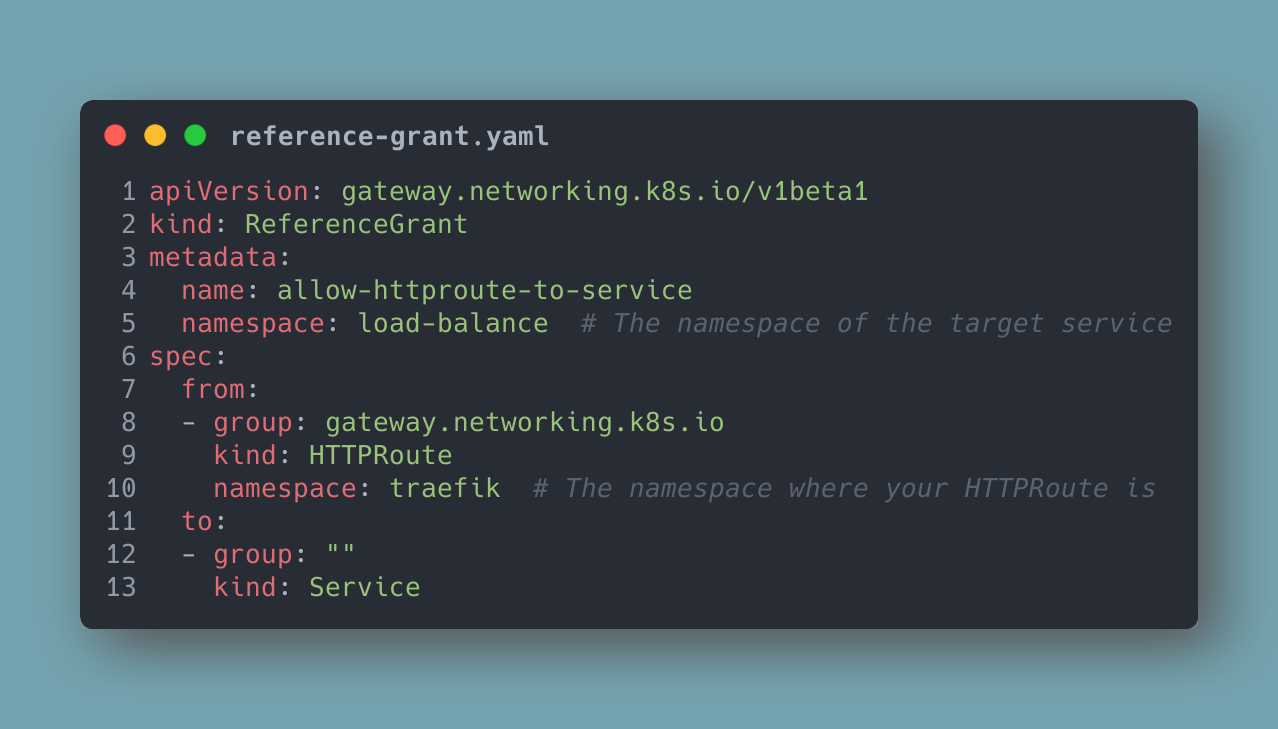 reference-grant.yaml
1 apiVersion: gateway.networking.k8s.io/v1beta1
2 kind: ReferenceGrant
3 metadata:
4   name: allow-httproute-to-service
5   namespace: load-balance  # The namespace of the target service
6 spec:
7   from:
8   - group: gateway.networking.k8s.io
9     kind: HTTPRoute
10     namespace: traefik  # The namespace where your HTTPRoute is
11   to:
12   - group: ""
13     kind: Service